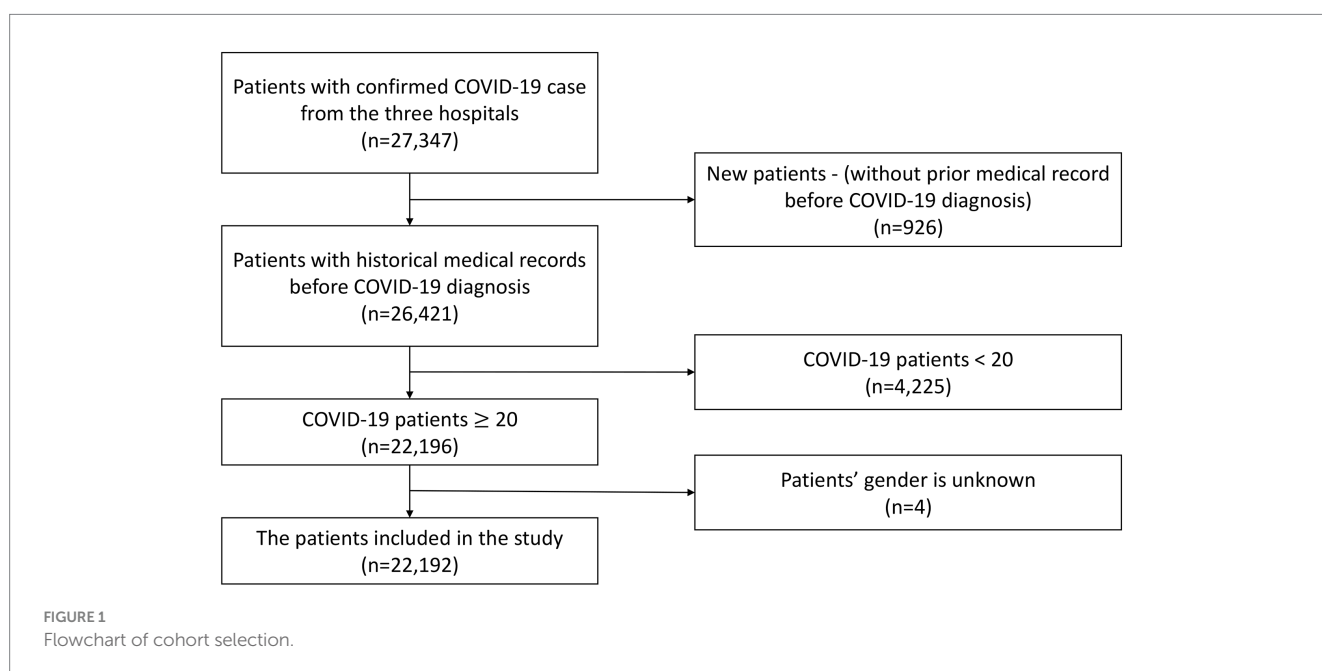 Patients with confirmed COVID-19 case
from the three hospitals
(n=27,347)
New patients - (without prior medical record
before COVID-19 diagnosis)
(n=926)
Patients with historical medical records
before COVID-19 diagnosis
(n=26,421)
COVID-19 patients < 20
(n=4,225)
COVID-19 patients ≥ 20
(n=22,196)
Patients’ gender is unknown
(n=4)
The patients included in the study
(n=22,192)
FIGURE 1
Flowchart of cohort selection.